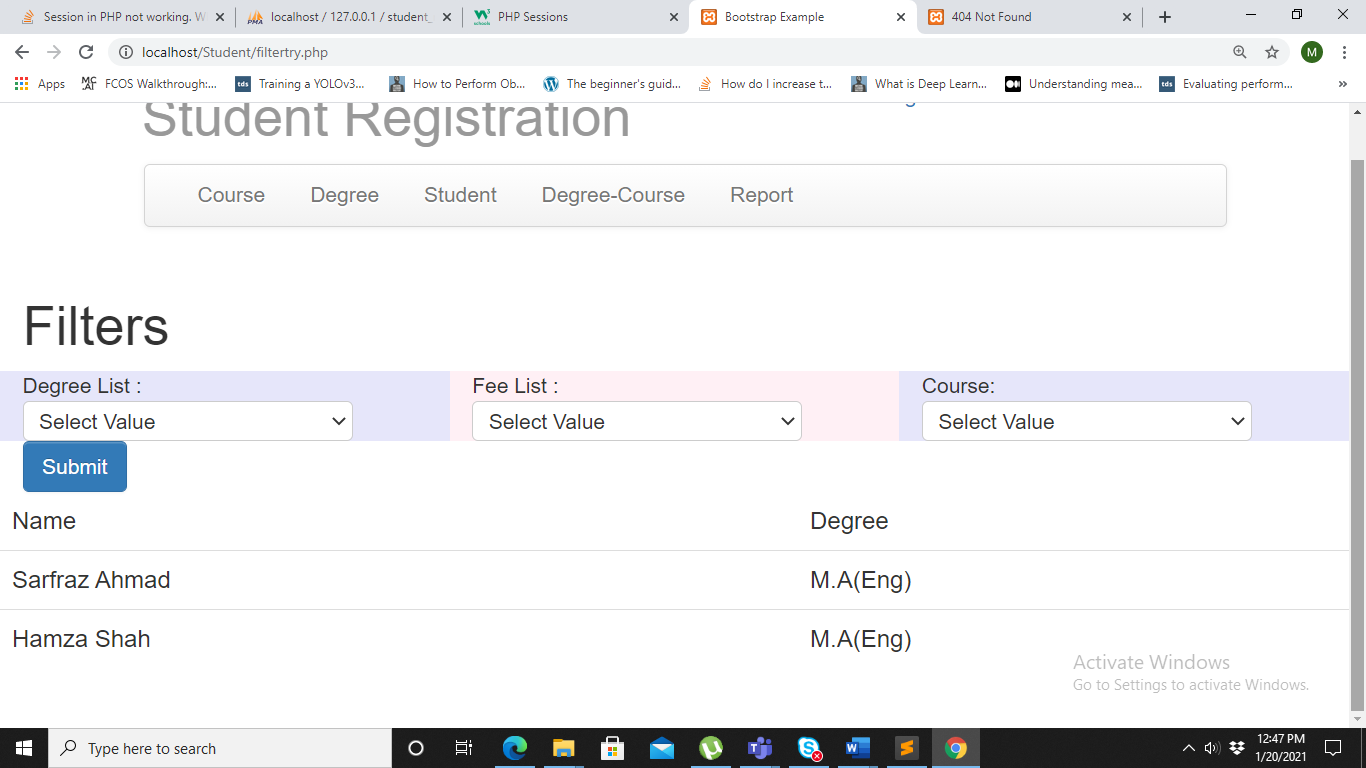 Session in PHP not working. W
localhost / 127.0.0.1 / student_
PHP Sessions
Bootstrap Example
404 Not Found
localhost/Student/filtertry.php
M
Apps
FCOS Walkthrough:...
tds Training a YOLOv3...
How to Perform Ob...
The beginner's guid...
How do I increase t...
What is Deep Learn...
Understanding mea...
tds Evaluating perform...
»
Student Registration
Course
Degree
Student
Degree-Course
Report
Filters
Degree List :
Fee List :
Course:
Select Value
Select Value
Select Value
Submit
Name Degree
Sarfraz Ahmad M.A(Eng)
Hamza Shah M.A(Eng)
Activate Windows
Go to Settings to activate Windows.
Type here to search
12:47 PM
1/20/2021